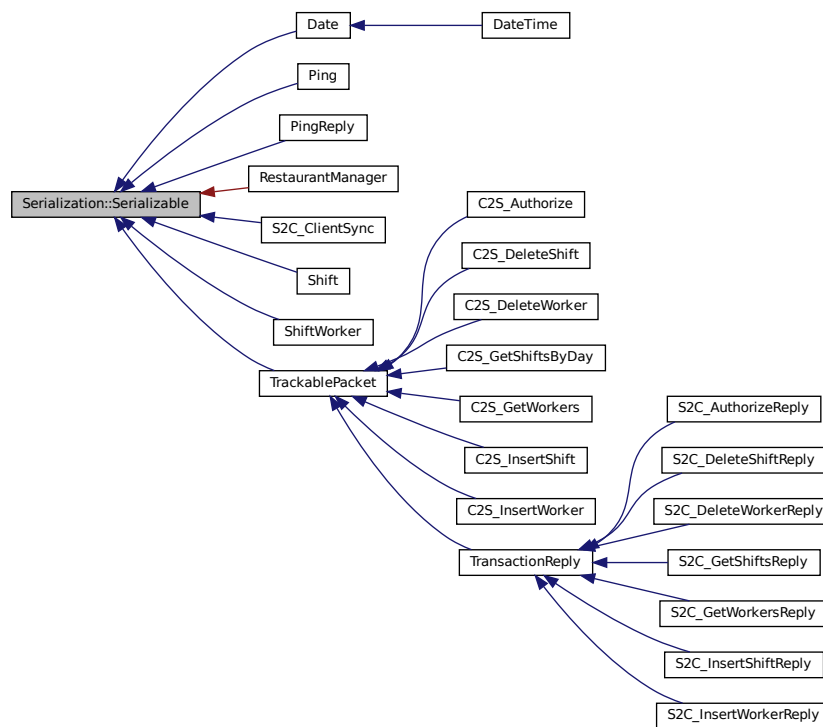 Date
DateTime
Ping
PingReply
RestaurantManager
Serialization::Serializable
S2C_ClientSync
Shift
ShiftWorker
TrackablePacket
C2S_Authorize
C2S_DeleteShift
C2S_DeleteWorker
C2S_GetShiftsByDay
C2S_GetWorkers
C2S_InsertShift
C2S_InsertWorker
TransactionReply
S2C_AuthorizeReply
S2C_DeleteShiftReply
S2C_DeleteWorkerReply
S2C_GetShiftsReply
S2C_GetWorkersReply
S2C_InsertShiftReply
S2C_InsertWorkerReply